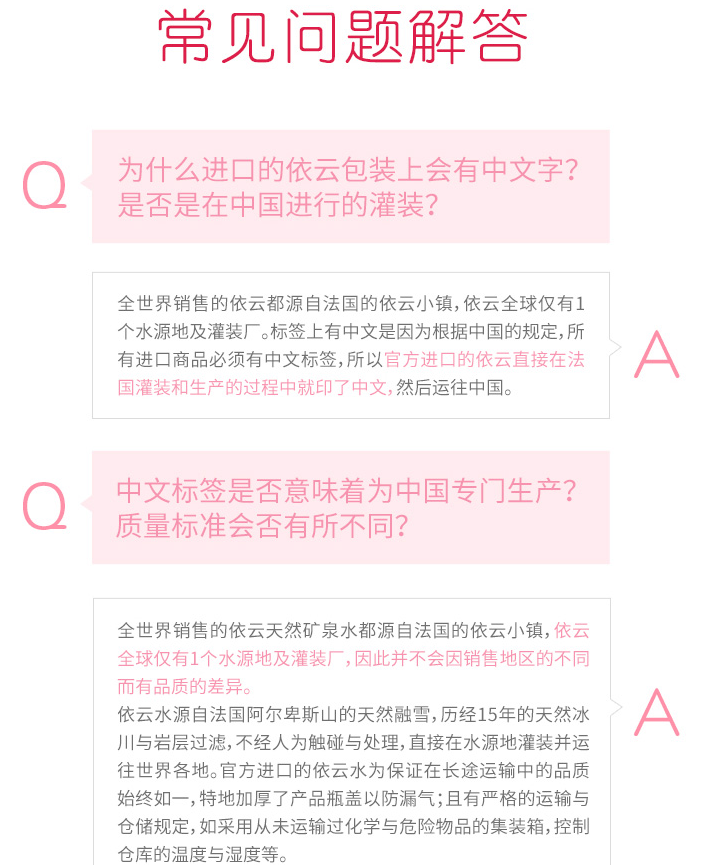 常见问题解答
Q
为什么进口的依云包装上会有中文字？
是否是在中国进行的灌装？
全世界销售的依云都源自法国的依云小镇，依云全球仅有1
个水源地及灌装厂。标签上有中文是因为根据中国的规定，所
有进口商品必须有中文标签，所以官方进口的依云直接在法
国灌装和生产的过程中就印了中文，然后运往中国。
A
Q
中文标签是否意味着为中国专门生产？
质量标准会否有所不同？
全世界销售的依云天然矿泉水都源自法国的依云小镇，依云
全球仅有1个水源地及灌装厂，因此并不会因销售地区的不同
而有品质的差异。
依云水源自法国阿尔卑斯山的天然融雪，历经15年的天然冰
川与岩层过滤，不经人为触碰与处理，直接在水源地灌装并运
往世界各地。官方进口的依云水为保证在长途运输中的品质
始终如一，特地加厚了产品瓶盖以防漏气；且有严格的运输与
仓储规定，如采用从未运输过化学与危险物品的集装箱，控制
仓库的温度与湿度等。
A